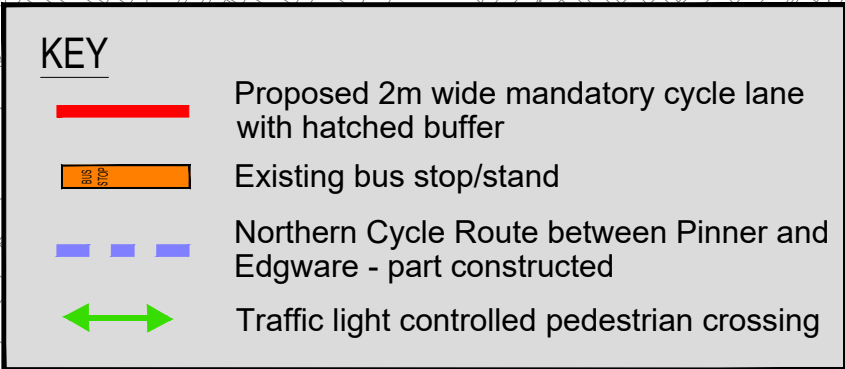 KEY
Proposed 2m wide mandatory cycle lane
with hatched buffer
BUS
STOP
Existing bus stop/stand
Northern Cycle Route between Pinner and
Edgware - part constructed
Traffic light controlled pedestrian crossing